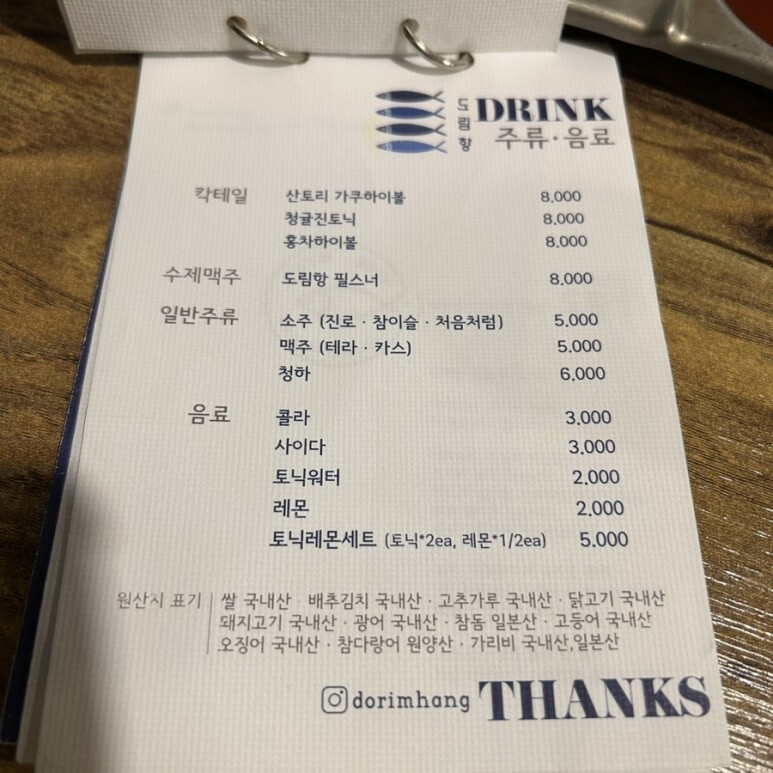 도림항 DRINK
주류·음료
칵테일 산토리 가쿠하이볼 8,000
청귤진토닉 8,000
홍차하이볼 8,000
수제맥주 도림항 필스너 8,000
일반주류 소주 (진로 · 참이슬 · 처음처럼) 5,000
맥주 (테라 · 카스) 5,000
청하 6,000
음료 콜라 3,000
사이다 3,000
토닉워터 2,000
레몬 2,000
토닉레몬세트 (토닉*2ea, 레몬*1/2ea) 5,000
원산지 표기 쌀 국내산 · 배추김치 국내산 · 고추가루 국내산 · 닭고기 국내산
돼지고기 국내산 · 광어 국내산 · 참돔 일본산 · 고등어 국내산
오징어 국내산 · 참다랑어 원양산 · 가리비 국내산,일본산
dorimhang THANKS